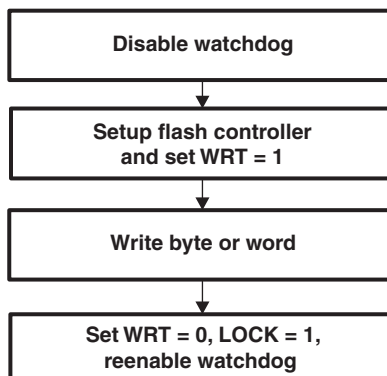 Disable watchdog
Setup flash controller
and set WRT = 1
Write byte or word
Set WRT = 0, LOCK = 1,
reenable watchdog